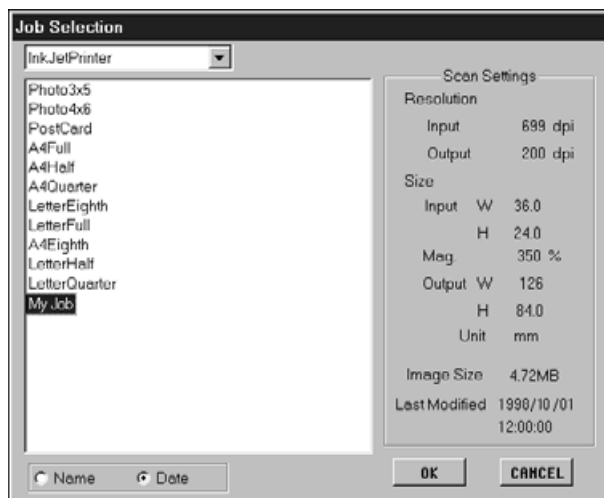 Job Selection
InkJetPrinter
Photo3x5
Photo4x6
PostCard
A4Full
A4Half
A4Quarter
LetterEighth
LetterFull
A4Eighth
LetterHalf
LetterQuarter
My Job
Name Date
Scan Settings
Resolution
Input 699 dpi
Output 200 dpi
Size
Input W 36.0
H 24.0
Mag. 350 %
Output W 126
H 84.0
Unit mm
Image Size 4.72MB
Last Modified 1998/10/01
12:00:00
OK CANCEL